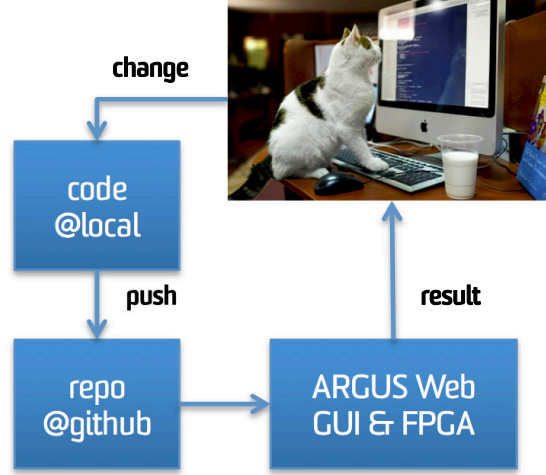 change
code
@local
push
result
repo
@github
ARGUS Web
GUI & FPGA